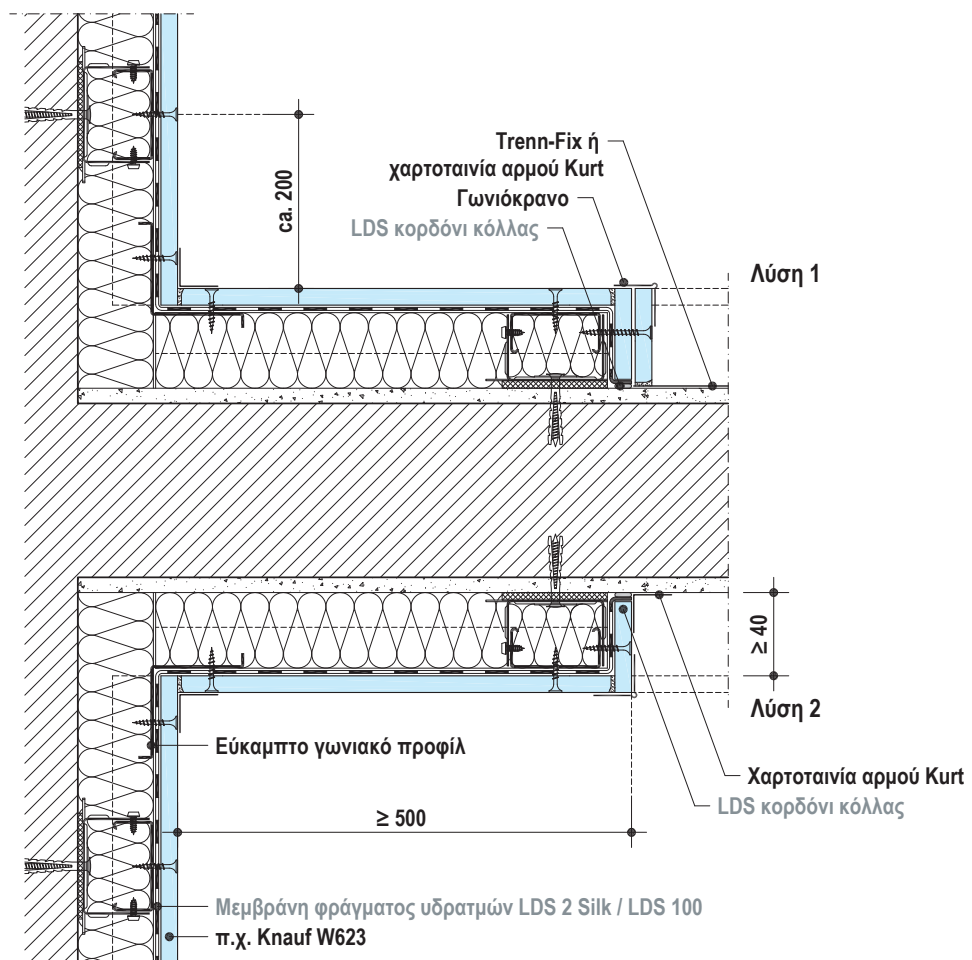 Trenn-Fix ή
χαρτοταινία αρμού Kurt
Γωνιόκρανο
LDS κορδόνι κόλλας
Λύση 1
ca. 200
≥ 40
Λύση 2
Εύκαμπτο γωνιακό προφίλ
Χαρτοταινία αρμού Kurt
LDS κορδόνι κόλλας
≥ 500
Μεμβράνη φράγματος υδρατμών LDS 2 Silk / LDS 100
π.χ. Knauf W623